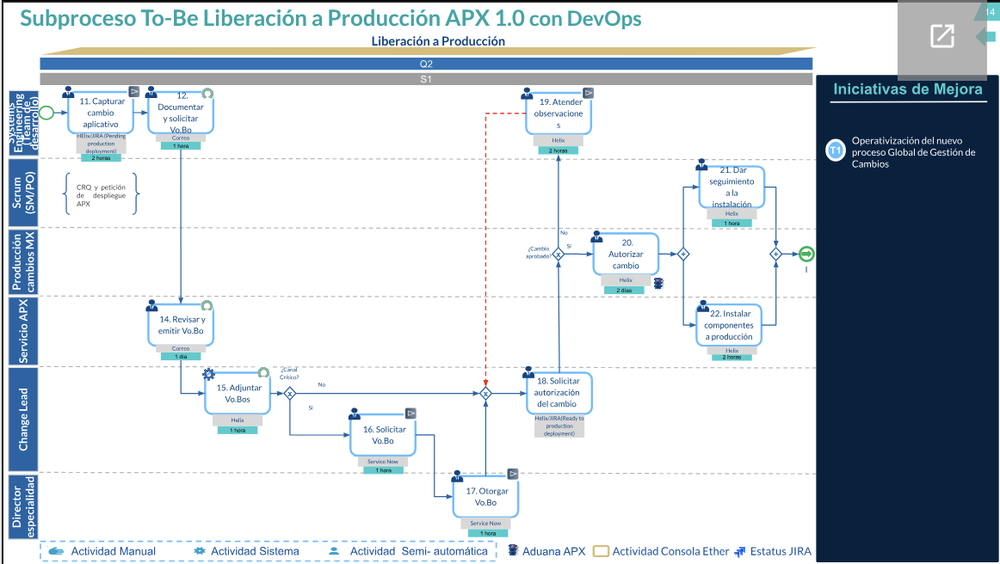 Subproceso To-Be Liberación a Producción APX 1.0 con DevOps
14
Liberación a Producción
Q2
S1
Systems
Engineering
(Team de
desarrollo)
11. Capturar
cambio
aplicativo
Helix/JIRA (Pending
production
deployment)
2 horas
12.
Documentar
y solicitar
Vo.Bo
Correo
1 hora
19. Atender
observacione
s
Helix
2 horas
Scrum
(SM/PO)
CRQ y petición
de despliegue
APX
21. Dar
seguimiento
a la
instalación
Helix
1 hora
Producción
cambios MX
¿Cambio
aprobado?
No
Si
20.
Autorizar
cambio
Helix
2 dias
Servicio APX
14. Revisar y
emitir Vo.Bo
Correo
1 dia
22. Instalar
componentes
a producción
Helix
2 horas
Change Lead
15. Adjuntar
Vo.Bos
Helix
1 hora
¿Canal
Crítico?
No
Si
16. Solicitar
Vo.Bo
Service Now
1 hora
18. Solicitar
autorización
del cambio
Helix/JIRA(Ready to
production
deployment)
Director
especialidad
17. Otorgar
Vo.Bo
Service Now
1 hora
Iniciativas de Mejora
T1
Operativización del nuevo
proceso Global de Gestión de
Cambios
Actividad Manual
Actividad Sistema
Actividad Semi- automática
Aduana APX
Actividad Consola Ether
Estatus JIRA